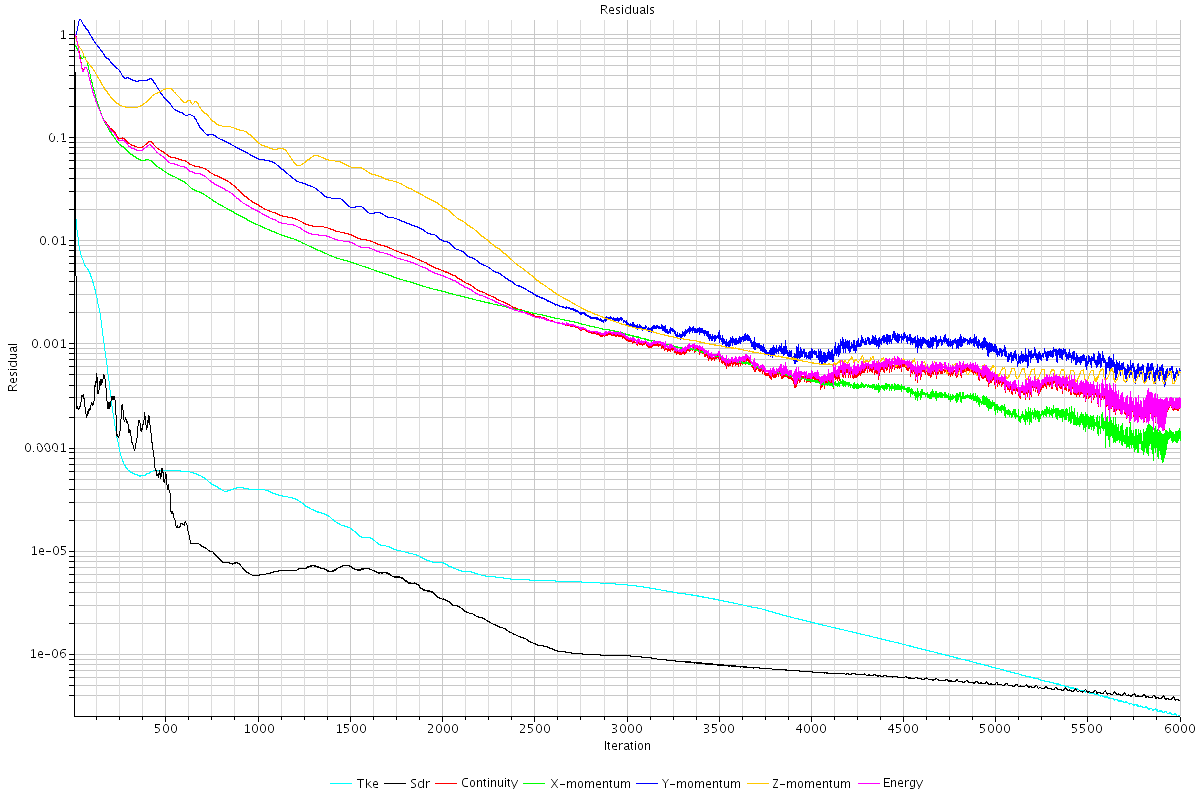 Residuals
1
0.1
0.01
0.001
0.0001
1e-05
1e-06
Residual
500 1000 1500 2000 2500 3000 3500 4000 4500 5000 5500 6000
Iteration
Tke Sdr Continuity X-momentum Y-momentum Z-momentum Energy